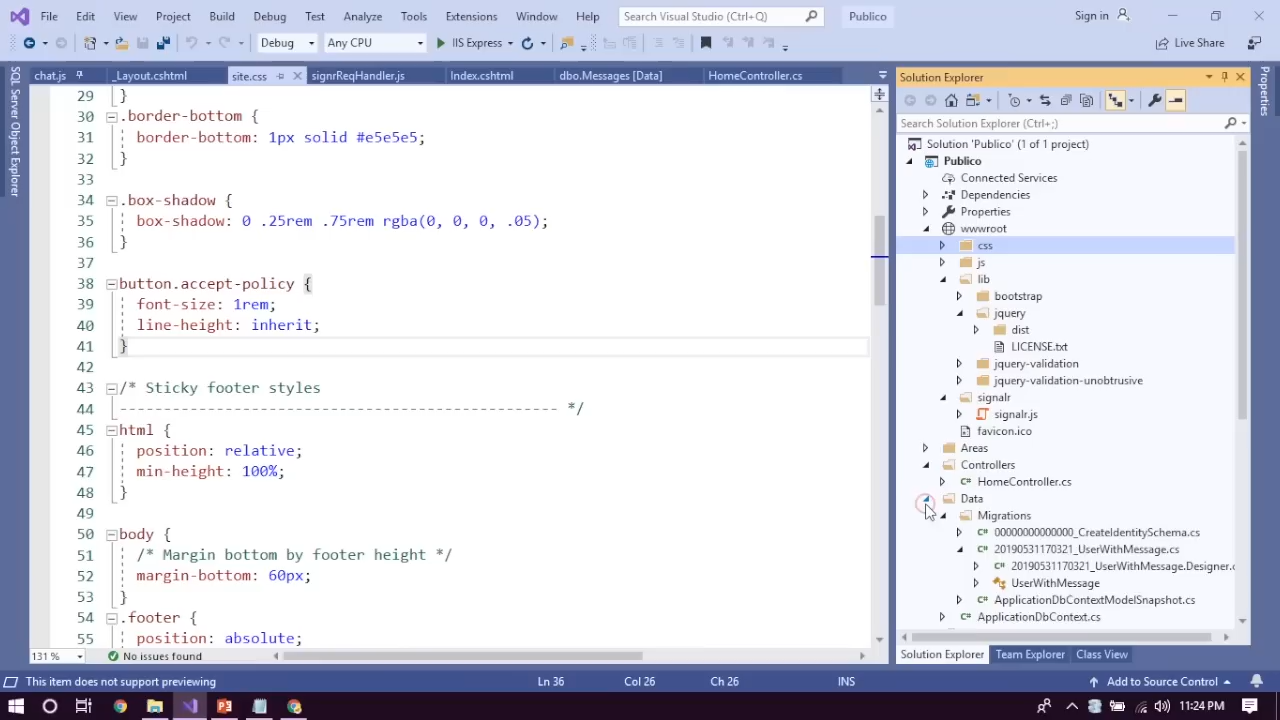 File Edit View Project Build Debug Test Analyze Tools Extensions Window Help Search Visual Studio (Ctrl+Q) Publico Sign in
Debug Any CPU IIS Express Live Share
SQL Server Object Explorer
chat.js _Layout.cshtml site.css signrReqHandler.js Index.cshtml dbo.Messages [Data] HomeController.cs
29 }
30 .border-bottom {
31 border-bottom: 1px solid #e5e5e5;
32 }
33
34 .box-shadow {
35 box-shadow: 0 .25rem .75rem rgba(0, 0, 0, .05);
36 }
37
38 button.accept-policy {
39 font-size: 1rem;
40 line-height: inherit;
41 }
42
43 /* Sticky footer styles
44 -------------------------------------------------- */
45 html {
46 position: relative;
47 min-height: 100%;
48 }
49
50 body {
51 /* Margin bottom by footer height */
52 margin-bottom: 60px;
53 }
54 .footer {
55 position: absolute;
131 % No issues found
Solution Explorer
Search Solution Explorer (Ctrl+;)
Solution 'Publico' (1 of 1 project)
Publico
Connected Services
Dependencies
Properties
wwwroot
css
js
lib
bootstrap
jquery
dist
LICENSE.txt
jquery-validation
jquery-validation-unobtrusive
signalr
signalr.js
favicon.ico
Areas
Controllers
HomeController.cs
Data
Migrations
00000000000000_CreateIdentitySchema.cs
20190531170321_UserWithMessage.cs
20190531170321_UserWithMessage.Designer.c
UserWithMessage
ApplicationDbContextModelSnapshot.cs
ApplicationDbContext.cs
Solution Explorer Team Explorer Class View
Properties
This item does not support previewing Ln 36 Col 26 Ch 26 INS Add to Source Control
11:24 PM